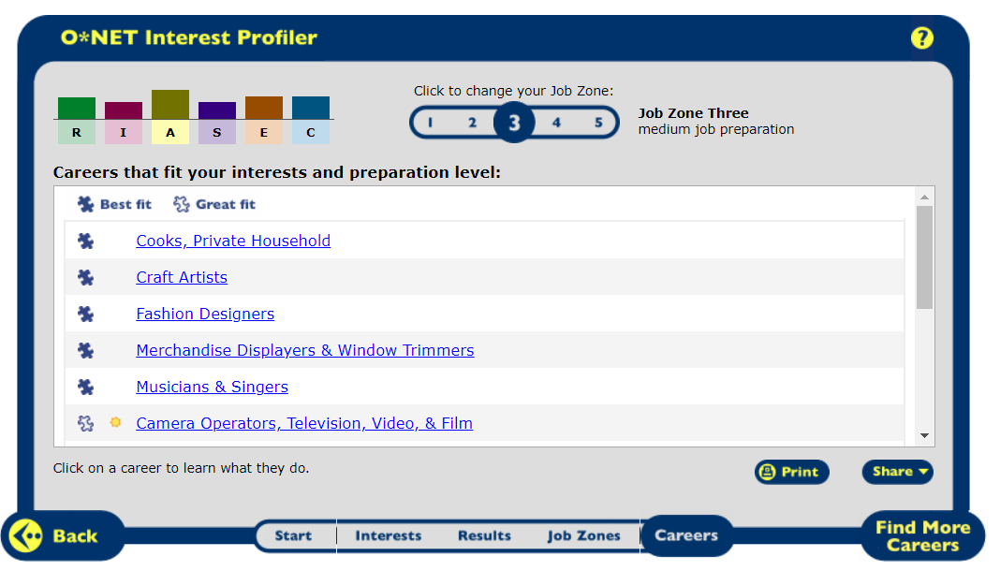 O*NET Interest Profiler
?
R I A S E C
Click to change your Job Zone:
1 2 3 4 5
Job Zone Three
medium job preparation
Careers that fit your interests and preparation level:
Best fit Great fit
Cooks, Private Household
Craft Artists
Fashion Designers
Merchandise Displayers & Window Trimmers
Musicians & Singers
Camera Operators, Television, Video, & Film
Click on a career to learn what they do.
Print Share
Back
Start Interests Results Job Zones Careers
Find More
Careers